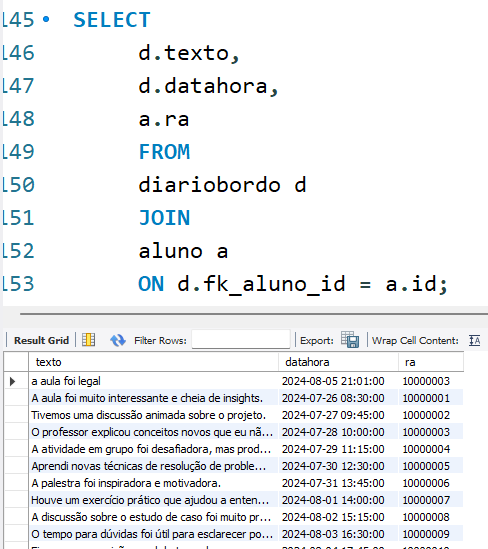 145 SELECT
146 d.texto,
147 d.datahora,
148 a.ra
149 FROM
150 diariobordo d
151 JOIN
152 aluno a
153 ON d.fk_aluno_id = a.id;
Result Grid Filter Rows: Export: Wrap Cell Content:
texto datahora ra
a aula foi legal 2024-08-05 21:01:00 10000003
A aula foi muito interessante e cheia de insights. 2024-07-26 08:30:00 10000001
Tivemos uma discussão animada sobre o projeto. 2024-07-27 09:45:00 10000002
O professor explicou conceitos novos que eu nã... 2024-07-28 10:00:00 10000003
A atividade em grupo foi desafiadora, mas prod... 2024-07-29 11:15:00 10000004
Aprendi novas técnicas de resolução de proble... 2024-07-30 12:30:00 10000005
A palestra foi inspiradora e motivadora. 2024-07-31 13:45:00 10000006
Houve um exercício prático que ajudou a enten... 2024-08-01 14:00:00 10000007
A discussão sobre o estudo de caso foi muito pr... 2024-08-02 15:15:00 10000008
O tempo para dúvidas foi útil para esclarecer po... 2024-08-03 16:30:00 10000009